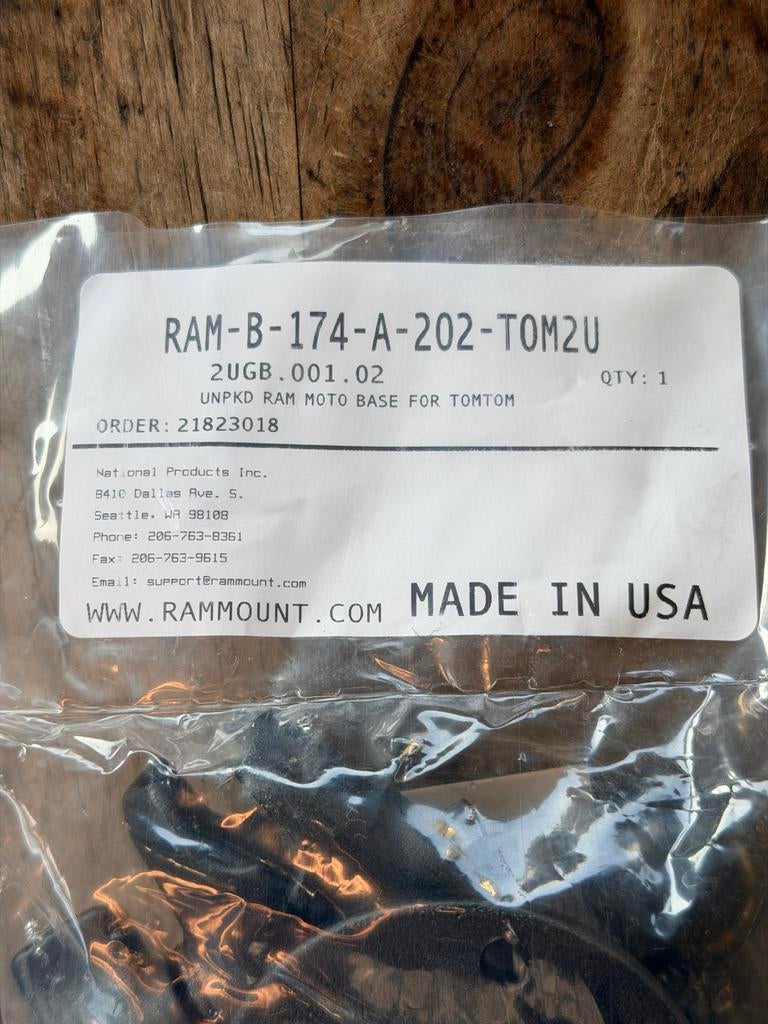 RAM-B-174-A-202-TOM2U
2UGB.001.02
QTY: 1
UNPKD RAM MOTO BASE FOR TOMTOM
ORDER: 21823018
National Products Inc.
8410 Dallas Ave. S.
Seattle, WA 98108
Phone: 206-763-8361
Fax: 206-763-9615
Email: support@rammount.com
WWW.RAMMOUNT.COM
MADE IN USA